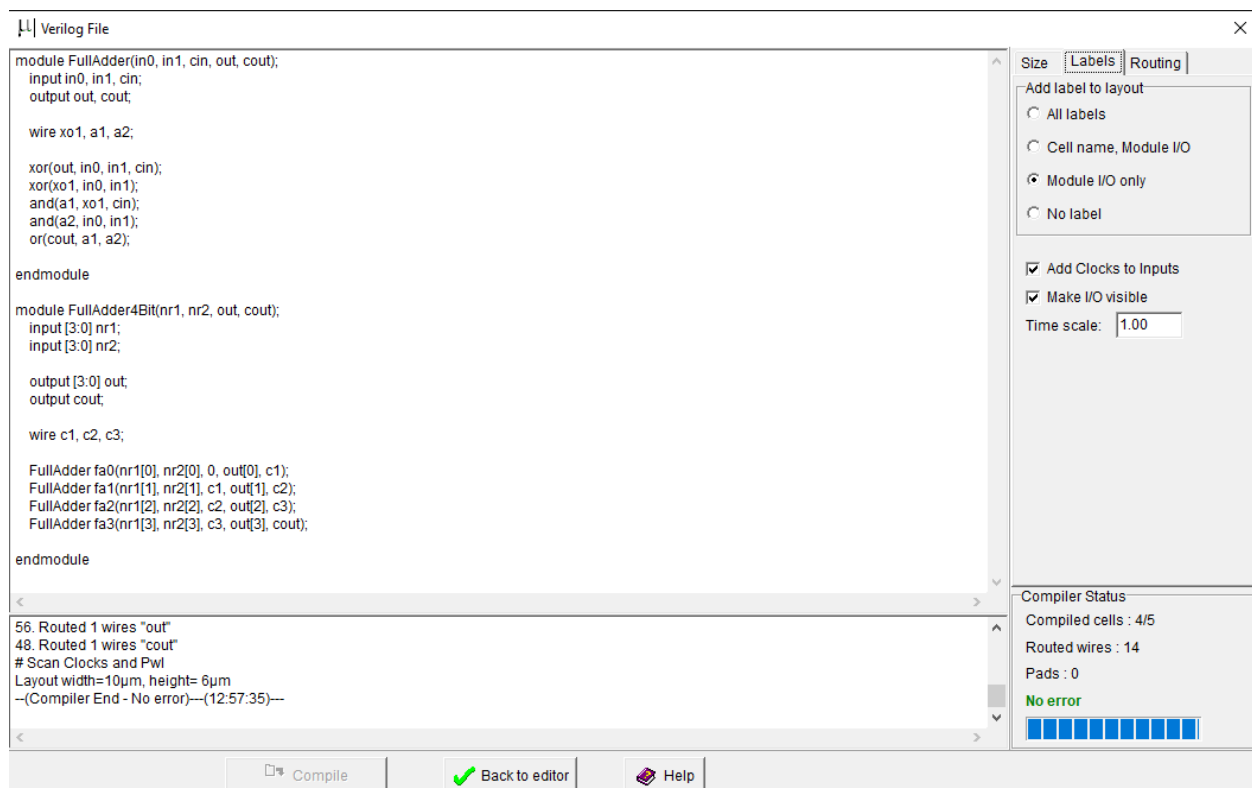 Verilog File
module FullAdder(in0, in1, cin, out, cout);
input in0, in1, cin;
output out, cout;
wire xo1, a1, a2;
xor(out, in0, in1, cin);
xor(xo1, in0, in1);
and(a1, xo1, cin);
and(a2, in0, in1);
or(cout, a1, a2);
endmodule
module FullAdder4Bit(nr1, nr2, out, cout);
input [3:0] nr1;
input [3:0] nr2;
output [3:0] out;
output cout;
wire c1, c2, c3;
FullAdder fa0(nr1[0], nr2[0], 0, out[0], c1);
FullAdder fa1(nr1[1], nr2[1], c1, out[1], c2);
FullAdder fa2(nr1[2], nr2[2], c2, out[2], c3);
FullAdder fa3(nr1[3], nr2[3], c3, out[3], cout);
endmodule
56. Routed 1 wires "out"
48. Routed 1 wires "cout"
# Scan Clocks and Pwl
Layout width=10µm, height= 6µm
--(Compiler End - No error)---(12:57:35)---
Size Labels Routing
Add label to layout
All labels
Cell name, Module I/O
Module I/O only
No label
Add Clocks to Inputs
Make I/O visible
Time scale: 1.00
Compiler Status
Compiled cells : 4/5
Routed wires : 14
Pads : 0
No error
Compile Back to editor Help